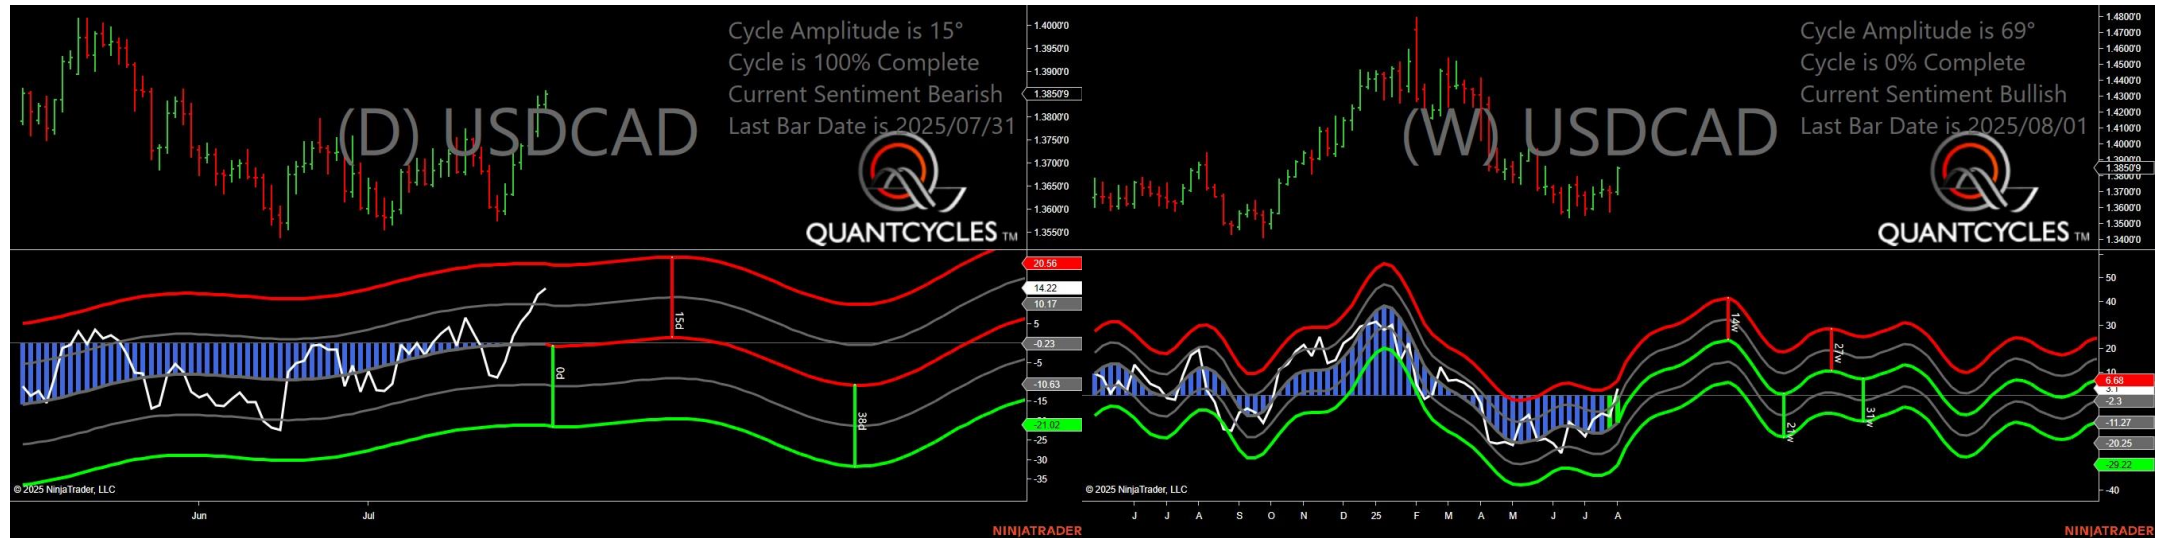 (D) USDCAD
Cycle Amplitude is 15°
Cycle is 100% Complete
Current Sentiment Bearish
Last Bar Date is 2025/07/31
QUANTCYCLES TM
1.4000'0
1.3950'0
1.3900'0
1.3850'9
1.3800'0
1.3750'0
1.3700'0
1.3650'0
1.3600'0
1.3550'0
20.56
14.22
10.17
5
-0.23
-5
-10.63
-15
-21.02
-25
-30
-35
15d
0d
38d
© 2025 NinjaTrader, LLC
Jun
Jul
NINJATRADER
(W) USDCAD
Cycle Amplitude is 69°
Cycle is 0% Complete
Current Sentiment Bullish
Last Bar Date is 2025/08/01
QUANTCYCLES TM
1.4800'0
1.4700'0
1.4600'0
1.4500'0
1.4400'0
1.4300'0
1.4200'0
1.4100'0
1.4000'0
1.3900'0
1.3850'9
1.3800'0
1.3700'0
1.3600'0
1.3500'0
1.3400'0
50
40
30
20
10
6.68
-2.3
-11.27
-20.25
-29.22
-40
14w
27w
21w
31w
© 2025 NinjaTrader, LLC
J J A S O N D 25 F M A M J J A
NINJATRADER